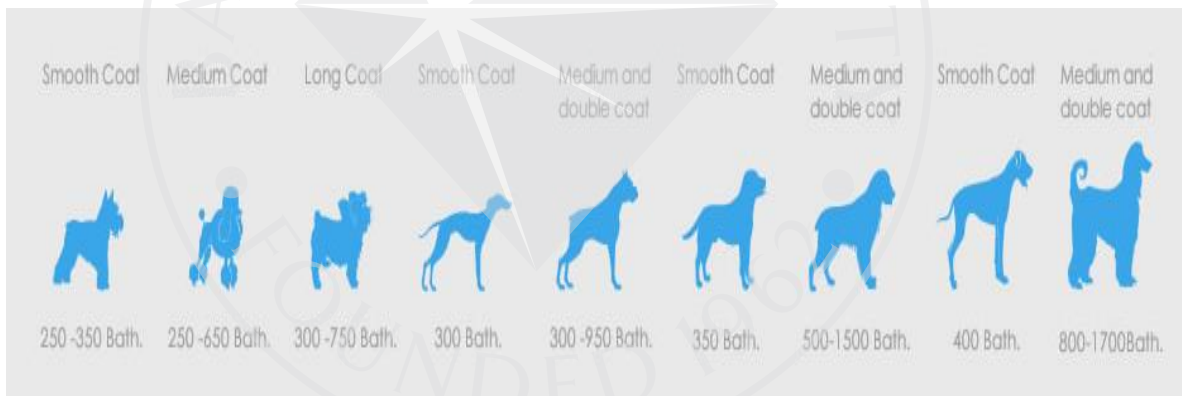 Smooth Coat
Medium Coat
Long Coat
Smooth Coat
Medium and
double coat
Smooth Coat
Medium and
double coat
Smooth Coat
Medium and
double coat
250 -350 Bath.
250 -650 Bath.
300 -750 Bath.
300 Bath.
300 -950 Bath.
350 Bath.
500-1500 Bath.
400 Bath.
800-1700Bath.
FOUNDED 1962